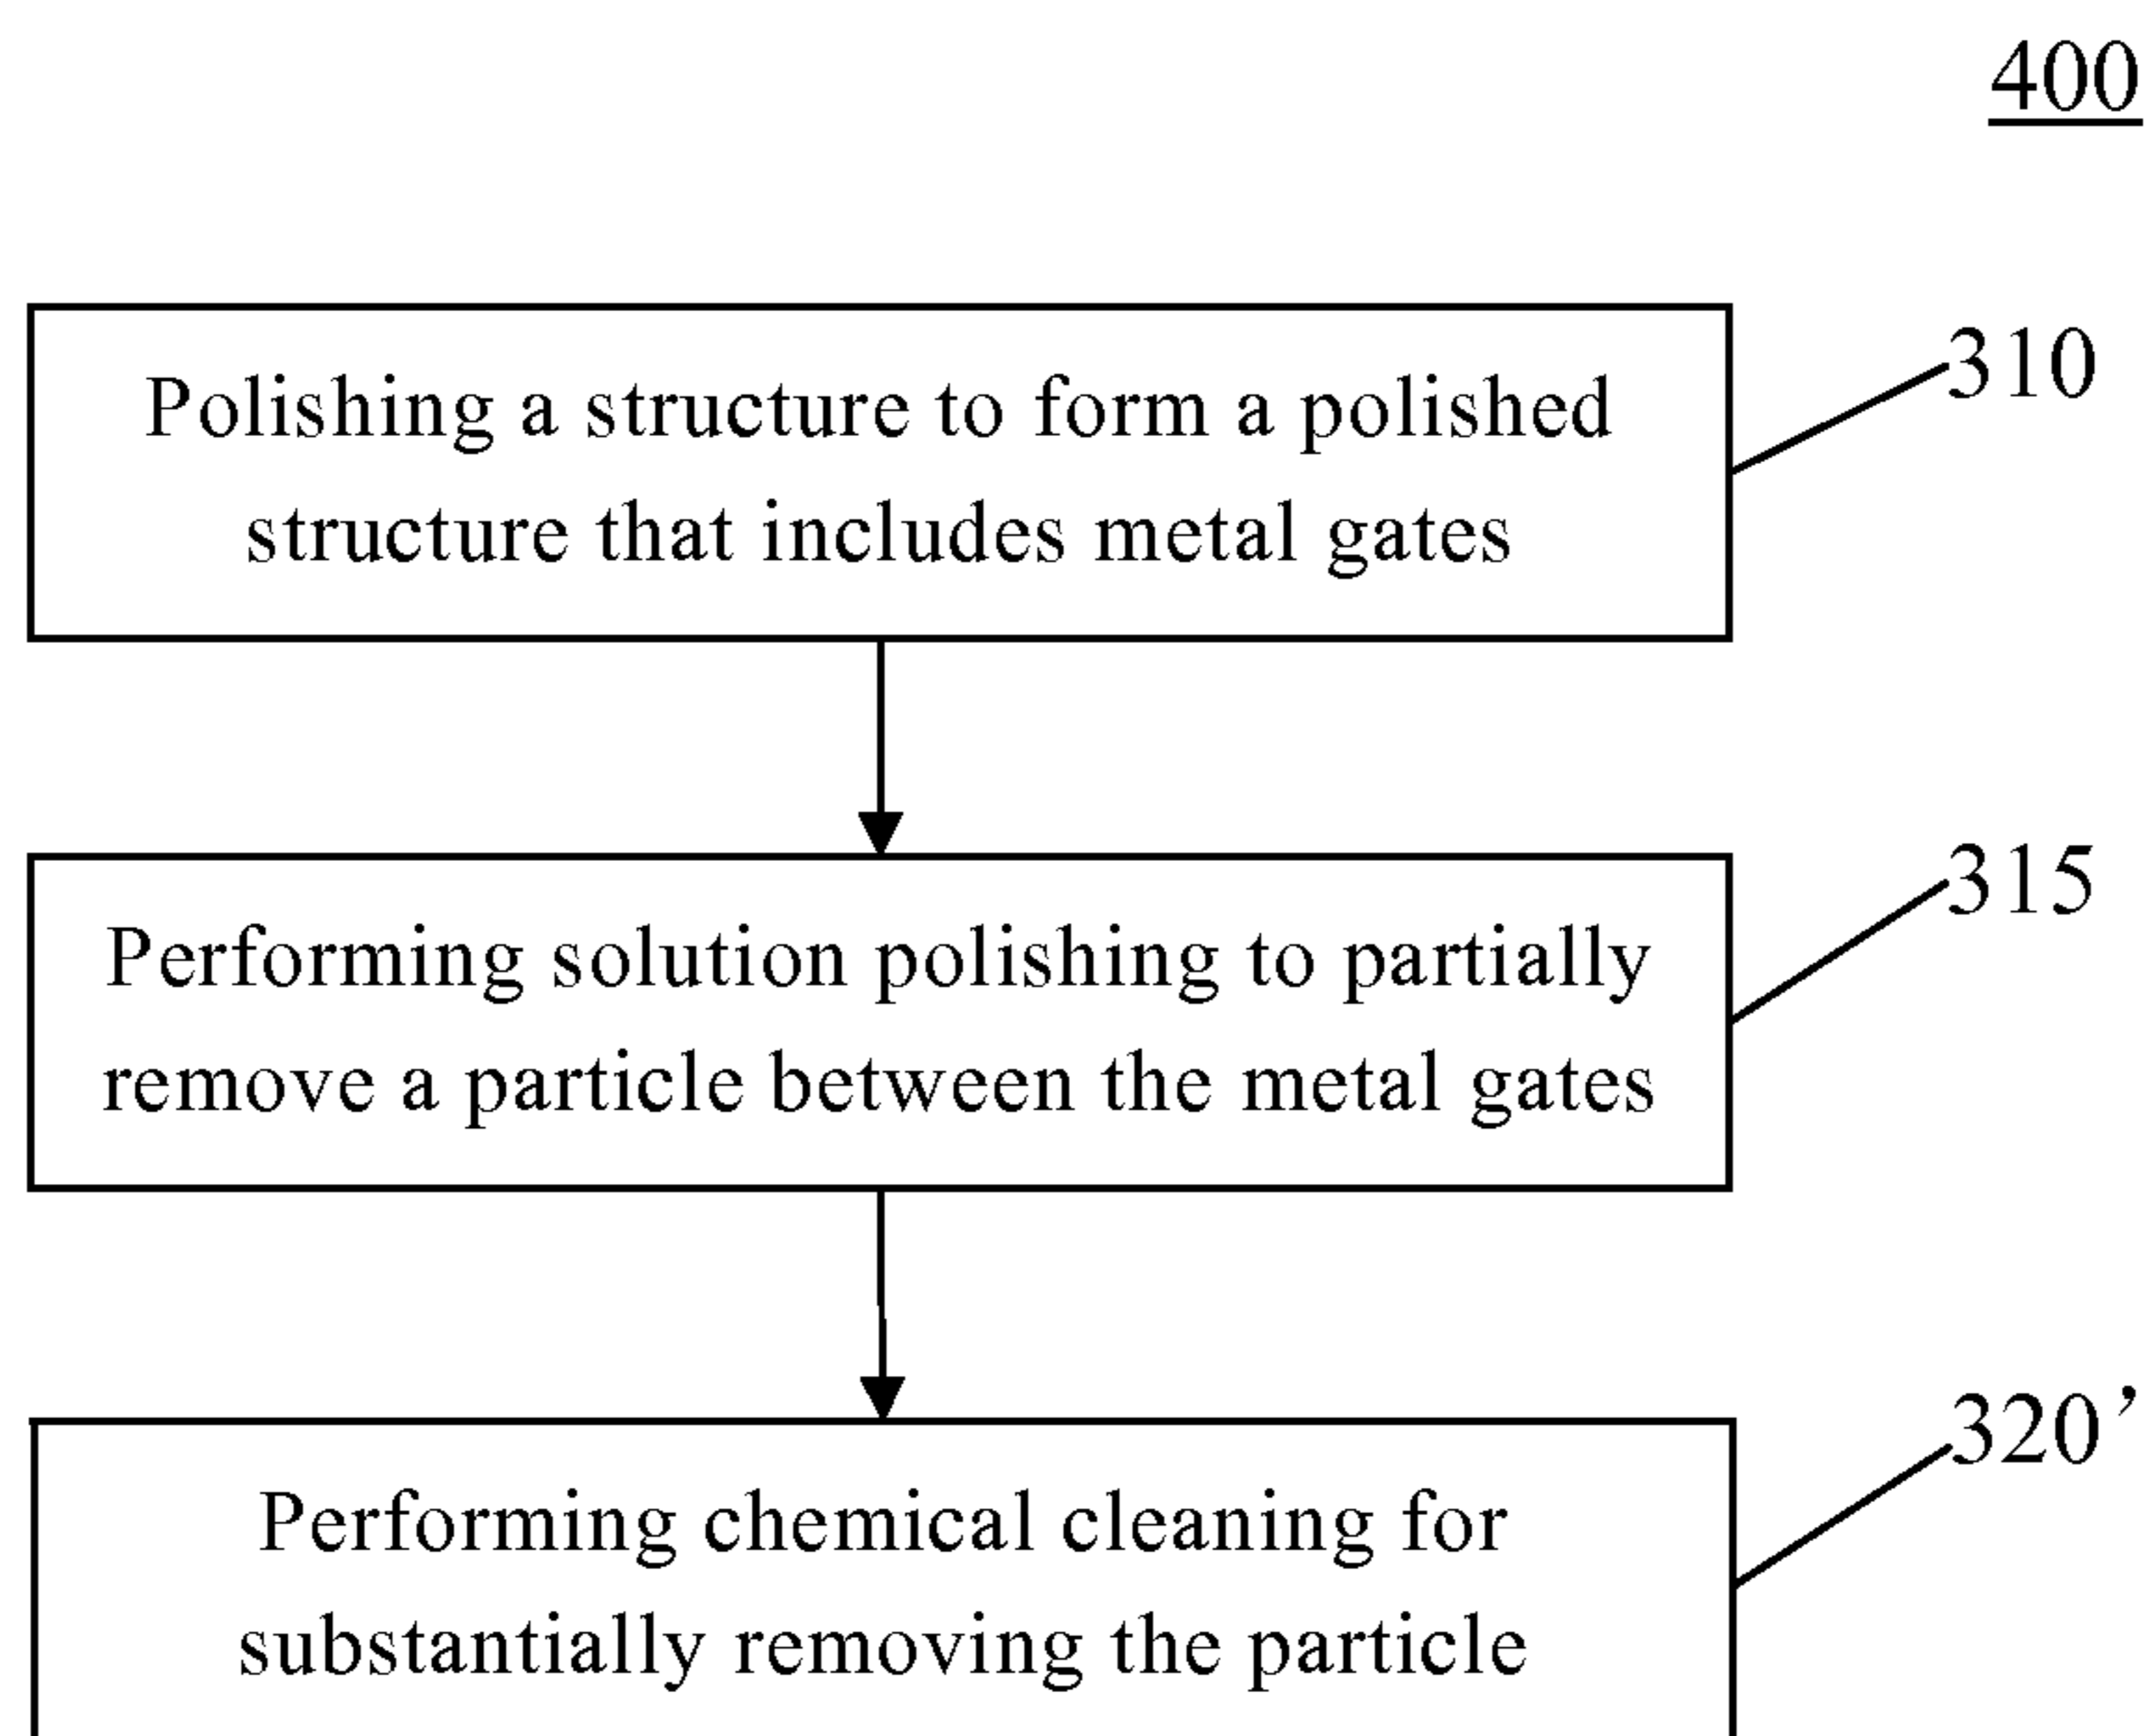 400
Polishing a structure to form a polished
structure that includes metal gates
310
Performing solution polishing to partially
remove a particle between the metal gates
315
Performing chemical cleaning for
substantially removing the particle
320’